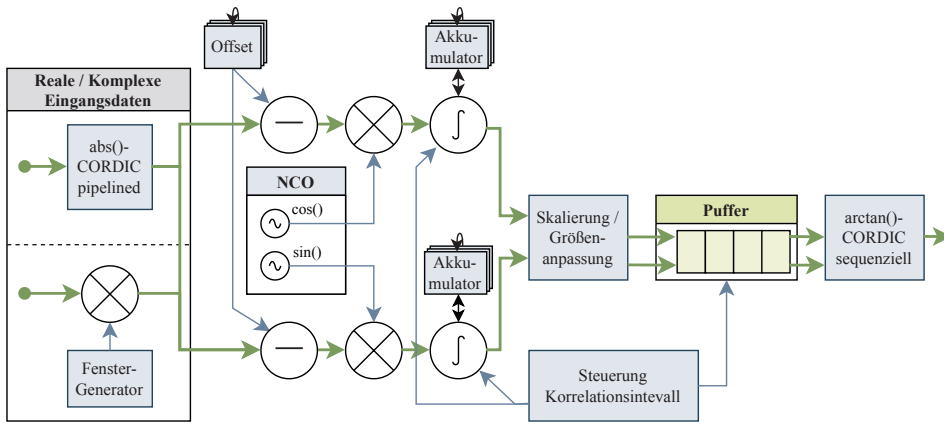 Offset
Akku-
mulator
Reale / Komplexe
Eingangsdaten
abs()-
CORDIC
pipelined
NCO
cos()
sin()
Akku-
mulator
Skalierung /
Größen-
anpassung
Puffer
arctan()-
CORDIC
sequenziell
Fenster-
Generator
Steuerung
Korrelationsintevall